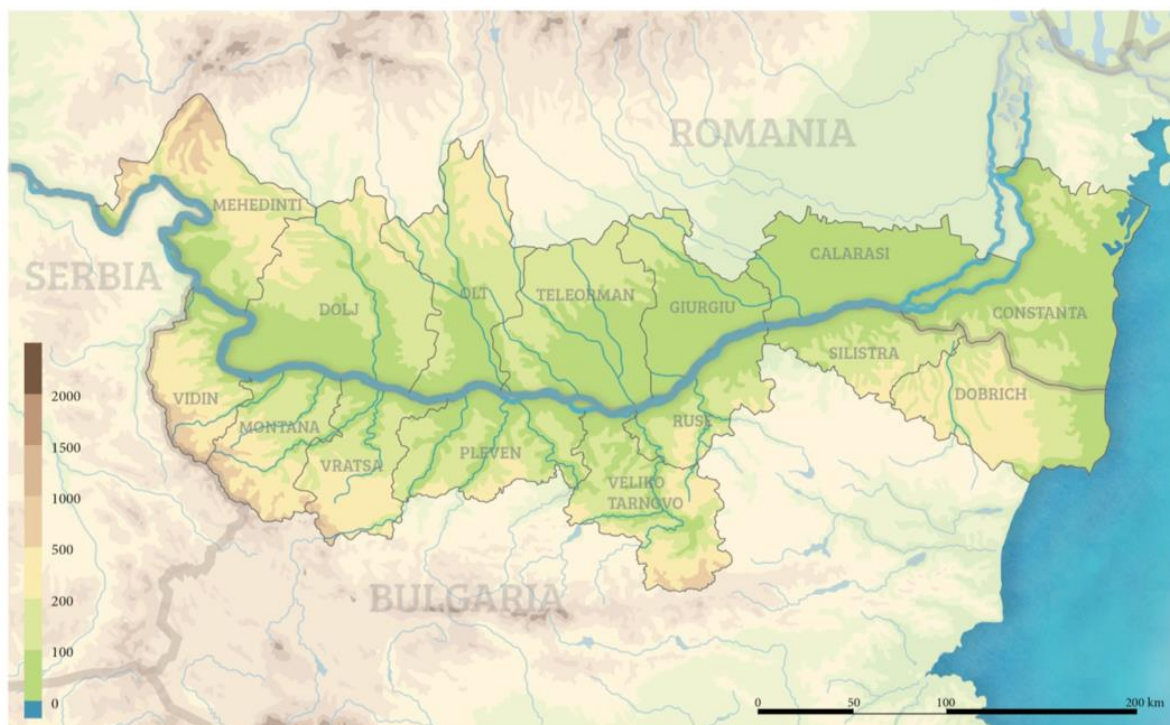 ROMANIA
MEHEDINTI
CALARASI
SERBIA
DOLJ
OLT
TELEORMAN
GIURGIU
CONSTANTA
SILISTRA
DOBRICH
VIDIN
MONTANA
RUSE
VRATSA
PLEVEN
VELIKO
TARNOVO
BULGARIA
2000
1500
1000
500
200
100
0
0 50 100 200 km